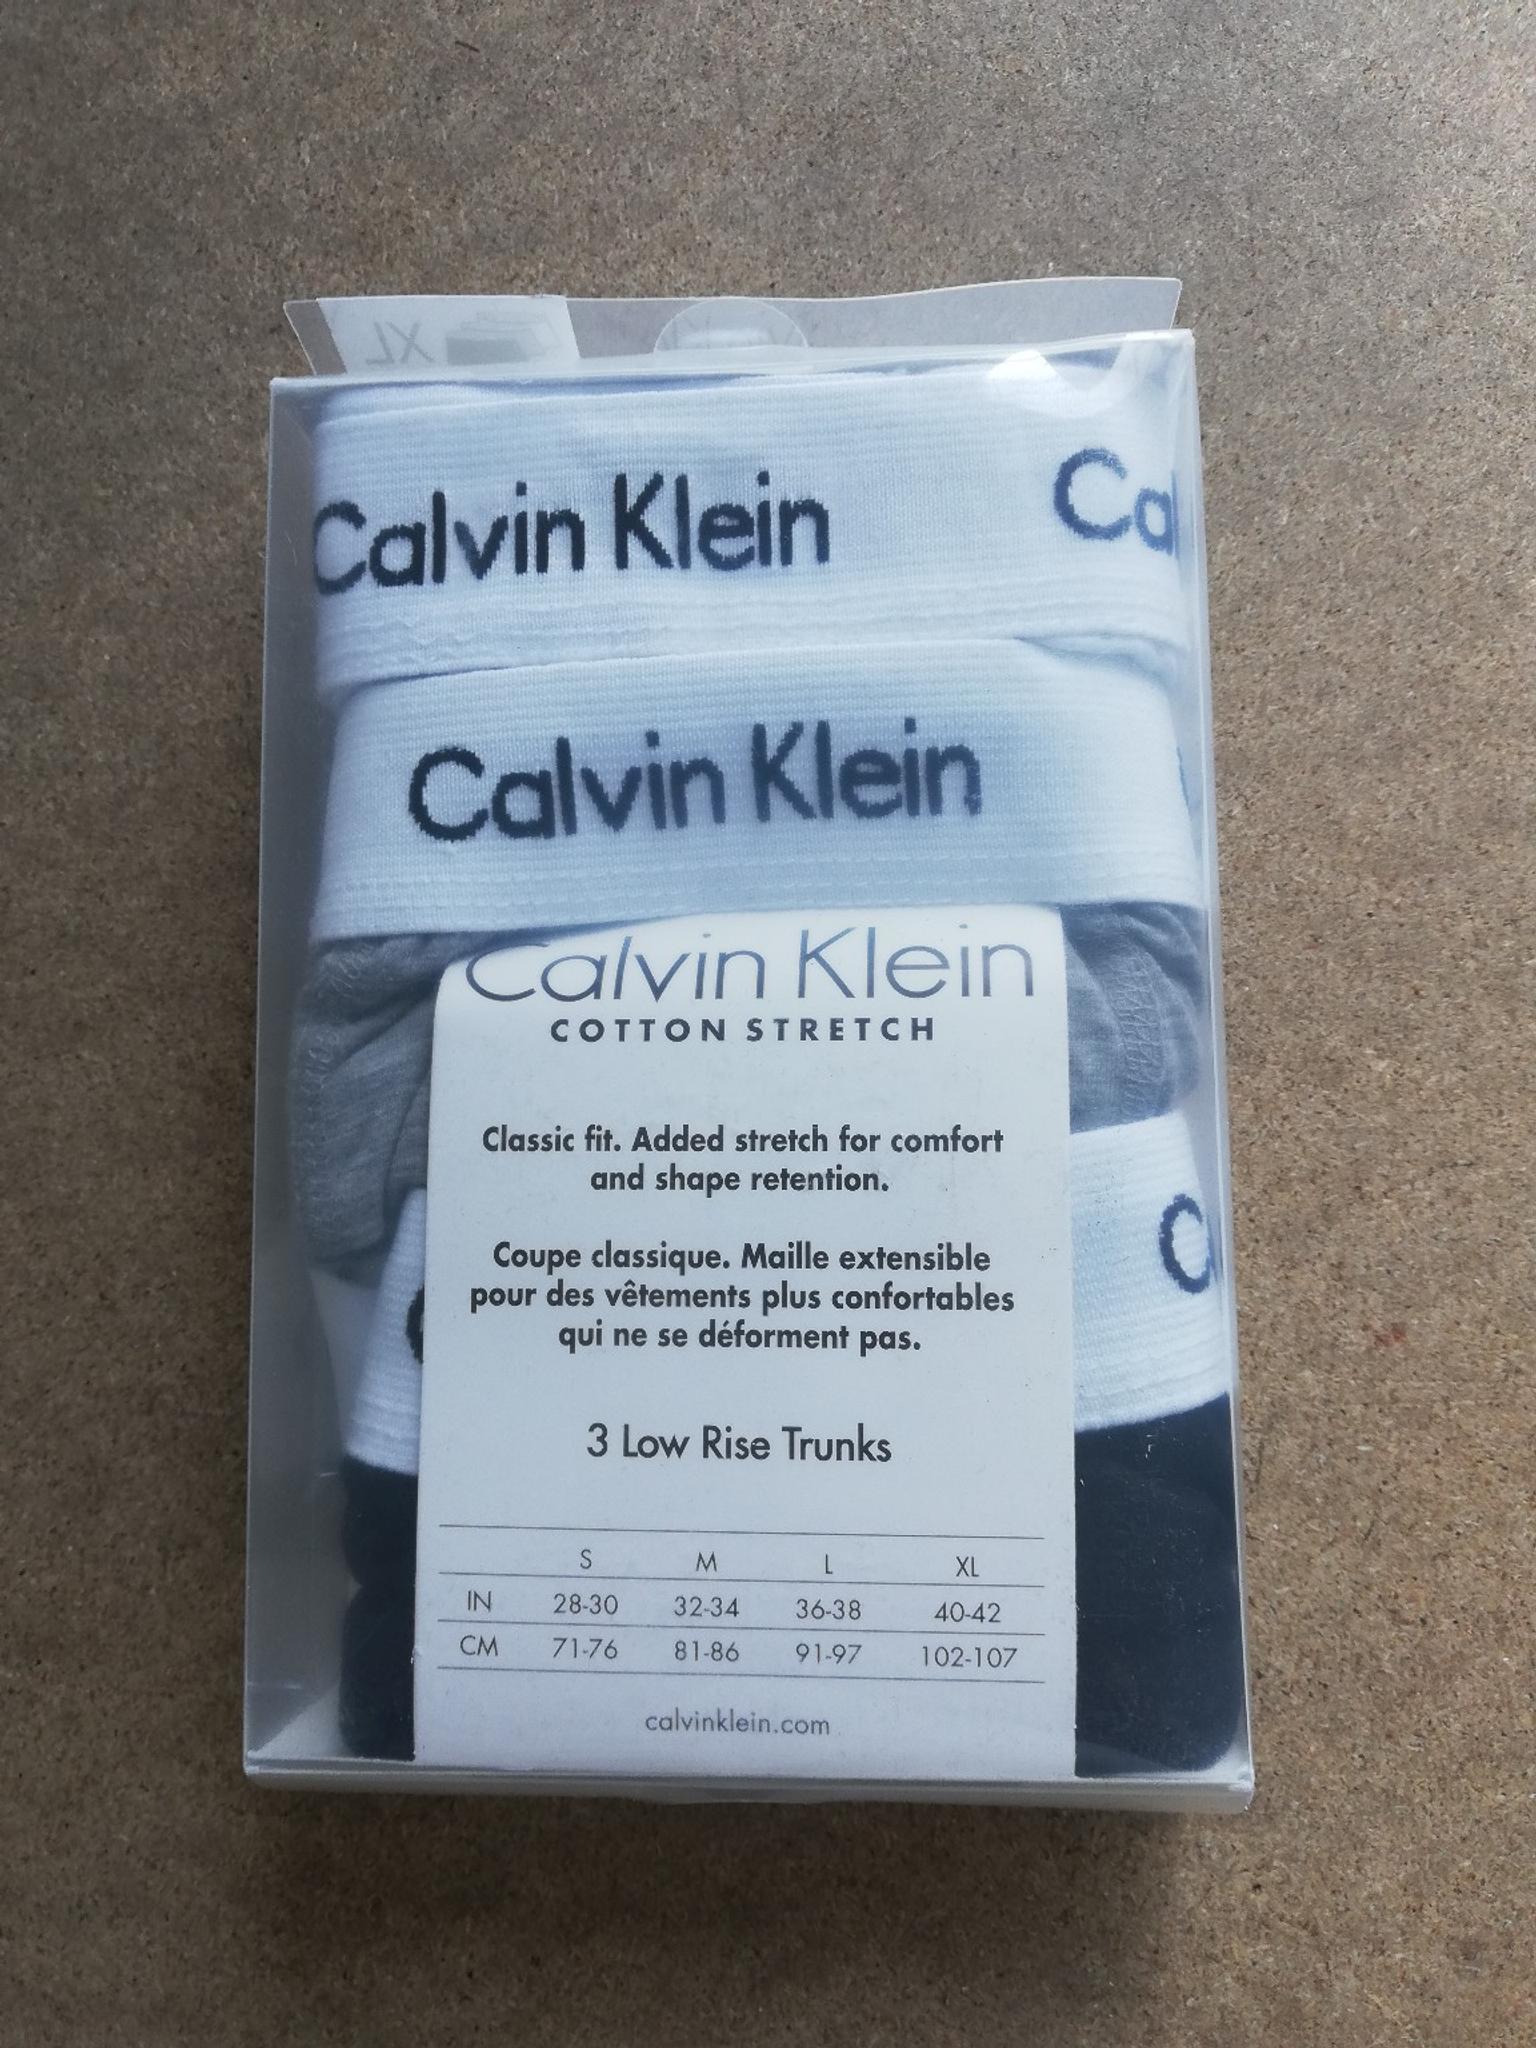 XL
Calvin Klein Cal
Calvin Klein
Calvin Klein
COTTON STRETCH
Classic fit. Added stretch for comfort
and shape retention.
Coupe classique. Maille extensible
pour des vêtements plus confortables
qui ne se déforment pas.
C C
3 Low Rise Trunks
S M L XL
IN 28-30 32-34 36-38 40-42
CM 71-76 81-86 91-97 102-107
calvinklein.com